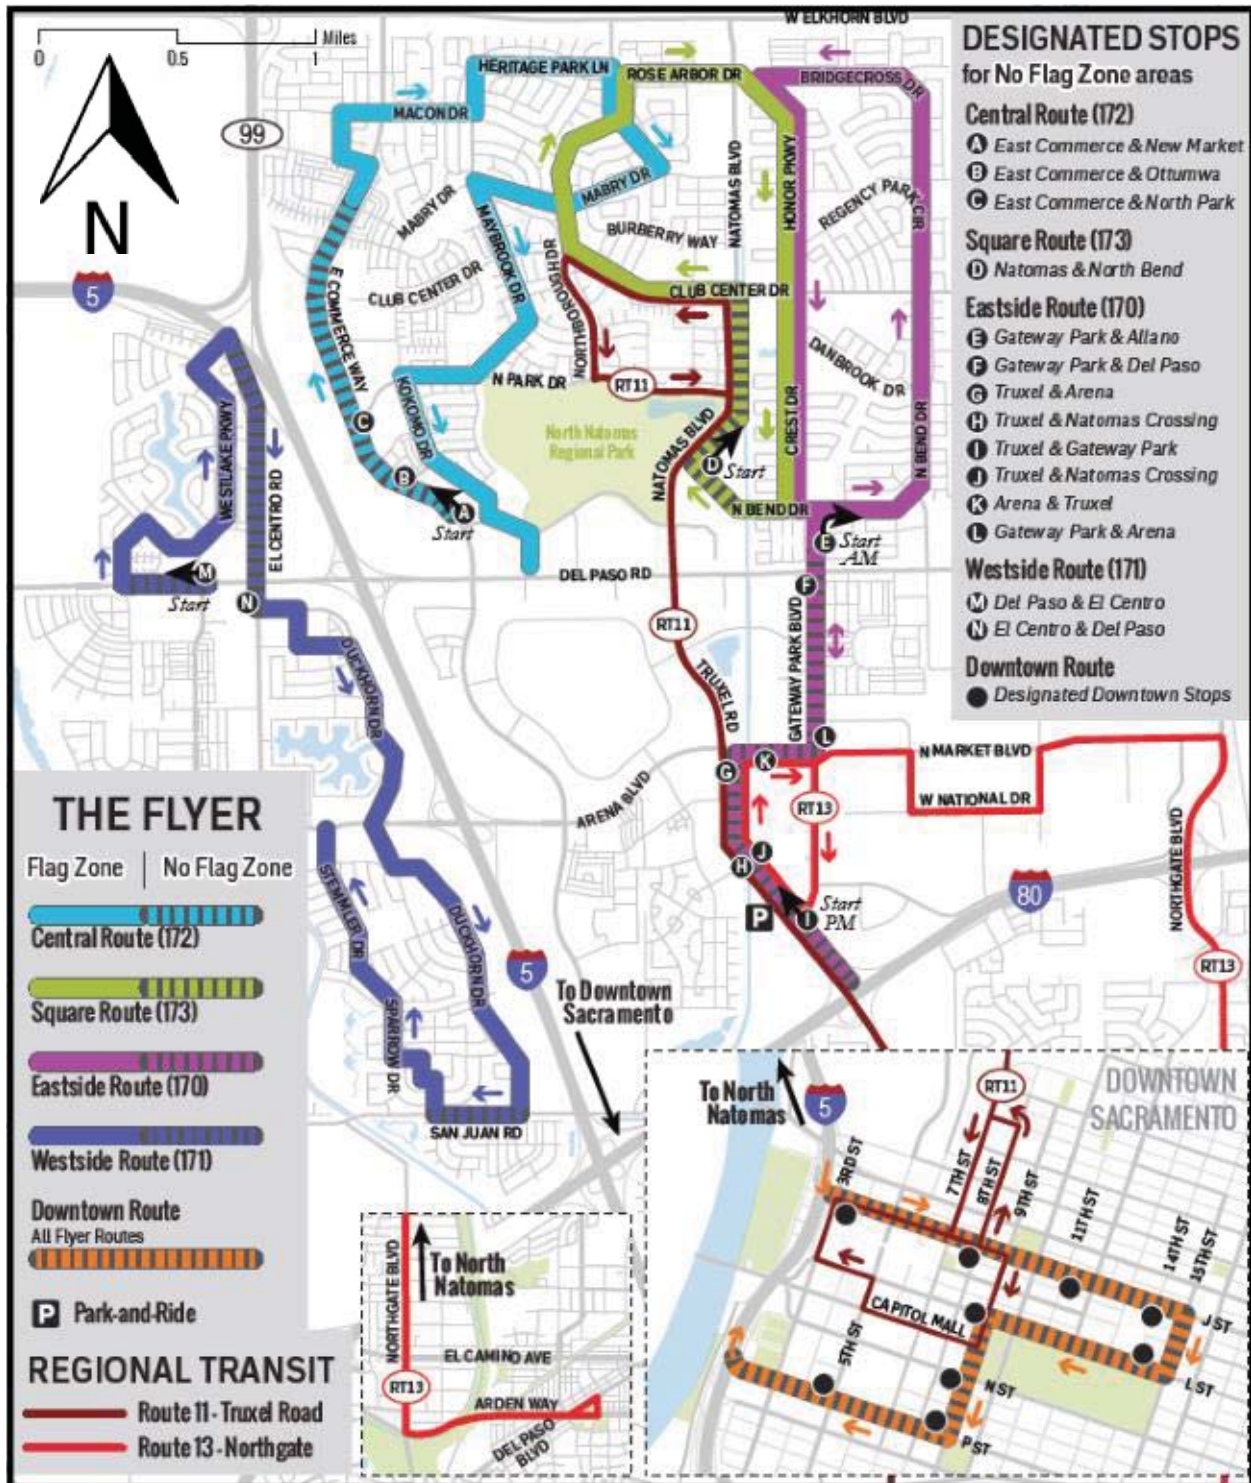 Miles
0
0.5
1
N
99
5
W ELKHORN BLVD
HERITAGE PARK LN
ROSE ARBOR DR
BRIDGECROSS DR
MACON DR
MABRY DR
MABRY DR
MAYBROOK DR
BURBERRY WAY
NATOMAS BLVD
HONOR PKWY
REGENCY PARK CIR
CLUB CENTER DR
CLUB CENTER DR
E COMMERCE WAY
NORTHBOROUGH DR
DANBROOK DR
N PARK DR
RT11
KOKOMO DR
CREST DR
N BEND DR
North Natomas
Regional Park
NATOMAS BLVD
WESTLAKE PKWY
EL CENTRO RD
C
B
A
Start
D
Start
N BEND DR
E
Start
AM
M
Start
N
DEL PASO RD
F
RT11
GATEWAY PARK BLVD
TRUXEL RD
DUCKHORN DR
L
K
G
N MARKET BLVD
W NATIONAL DR
RT13
ARENA BLVD
J
H
I
Start
PM
P
80
NORTHGATE BLVD
RT13
STEMMLER DR
DUCKHORN DR
SPARROW DR
SAN JUAN RD
5
To Downtown
Sacramento
DESIGNATED STOPS
for No Flag Zone areas
Central Route (172)
A East Commerce & New Market
B East Commerce & Ottumwa
C East Commerce & North Park
Square Route (173)
D Natomas & North Bend
Eastside Route (170)
E Gateway Park & Allano
F Gateway Park & Del Paso
G Truxel & Arena
H Truxel & Natomas Crossing
I Truxel & Gateway Park
J Truxel & Natomas Crossing
K Arena & Truxel
L Gateway Park & Arena
Westside Route (171)
M Del Paso & El Centro
N El Centro & Del Paso
Downtown Route
Designated Downtown Stops
THE FLYER
Flag Zone | No Flag Zone
Central Route (172)
Square Route (173)
Eastside Route (170)
Westside Route (171)
Downtown Route
All Flyer Routes
P Park-and-Ride
REGIONAL TRANSIT
Route 11 - Truxel Road
Route 13 - Northgate
NORTHGATE BLVD
To North
Natomas
EL CAMINO AVE
RT13
ARDEN WAY
DEL PASO
BLVD
To North
Natomas
5
RT11
DOWNTOWN
SACRAMENTO
3RD ST
7TH ST
8TH ST
9TH ST
11TH ST
14TH ST
15TH ST
J ST
CAPITOL MALL
5TH ST
L ST
N ST
P ST